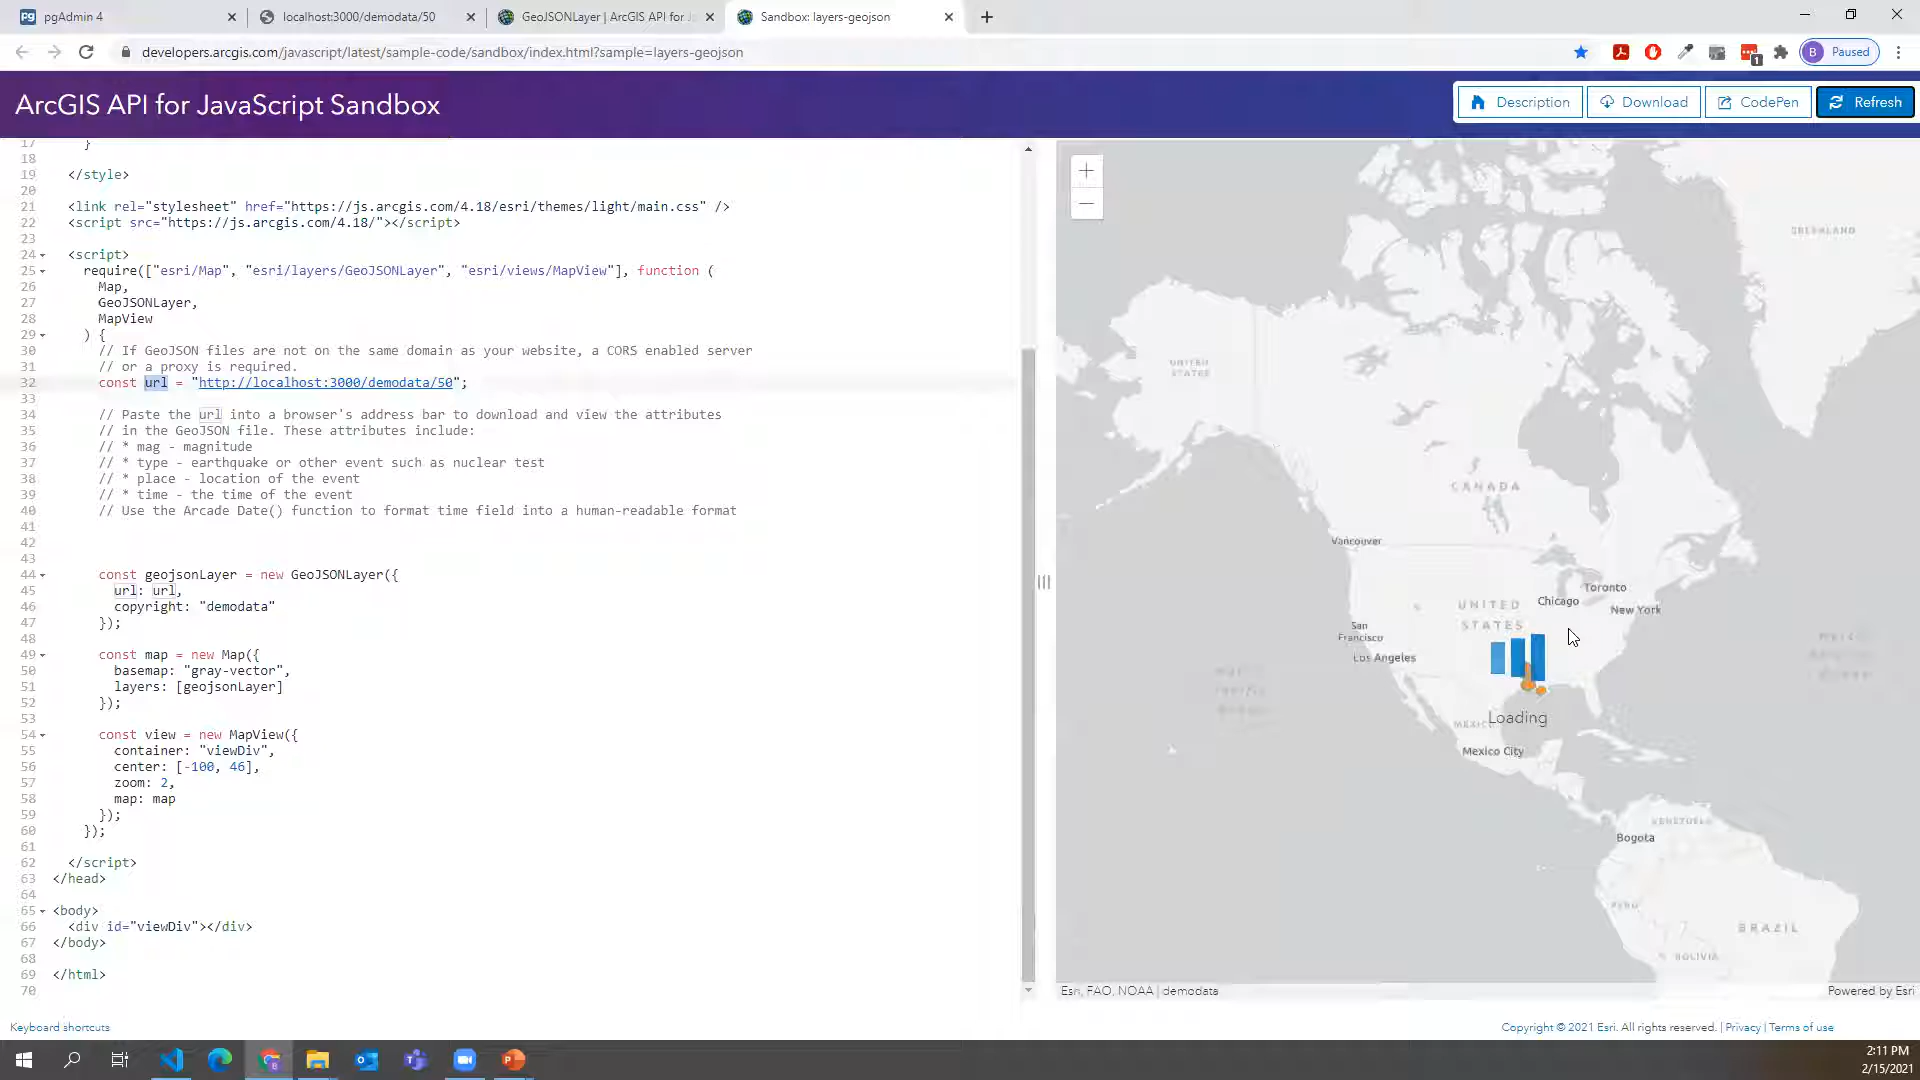 pgAdmin 4
localhost:3000/demodata/50
GeoJSONLayer | ArcGIS API for J
Sandbox: layers-geojson
developers.arcgis.com/javascript/latest/sample-code/sandbox/index.html?sample=layers-geojson
1
B Paused
ArcGIS API for JavaScript Sandbox
Description
Download
CodePen
Refresh
17 }
18
19 </style>
20
21 <link rel="stylesheet" href="https://js.arcgis.com/4.18/esri/themes/light/main.css" />
22 <script src="https://js.arcgis.com/4.18/"></script>
23
24 <script>
25 require(["esri/Map", "esri/layers/GeoJSONLayer", "esri/views/MapView"], function (
26 Map,
27 GeoJSONLayer,
28 MapView
29 ) {
30 // If GeoJSON files are not on the same domain as your website, a CORS enabled server
31 // or a proxy is required.
32 const url = "http://localhost:3000/demodata/50";
33
34 // Paste the url into a browser's address bar to download and view the attributes
35 // in the GeoJSON file. These attributes include:
36 // * mag - magnitude
37 // * type - earthquake or other event such as nuclear test
38 // * place - location of the event
39 // * time - the time of the event
40 // Use the Arcade Date() function to format time field into a human-readable format
41
42
43
44 const geojsonLayer = new GeoJSONLayer({
45 url: url,
46 copyright: "demodata"
47 });
48
49 const map = new Map({
50 basemap: "gray-vector",
51 layers: [geojsonLayer]
52 });
53
54 const view = new MapView({
55 container: "viewDiv",
56 center: [-100, 46],
57 zoom: 2,
58 map: map
59 });
60 });
61
62 </script>
63 </head>
64
65 <body>
66 <div id="viewDiv"></div>
67 </body>
68
69 </html>
70
GREENLAND
UNITED
STATES
CANADA
Vancouver
Toronto
Chicago
New York
UNITED
STATES
San
Francisco
Los Angeles
Loading
MEXICO
Mexico City
VENEZUELA
Bogota
PERU
BRAZIL
BOLIVIA
Esri, FAO, NOAA | demodata
Powered by Esri
Keyboard shortcuts
Copyright © 2021 Esri. All rights reserved. | Privacy | Terms of use
2:11 PM
2/15/2021